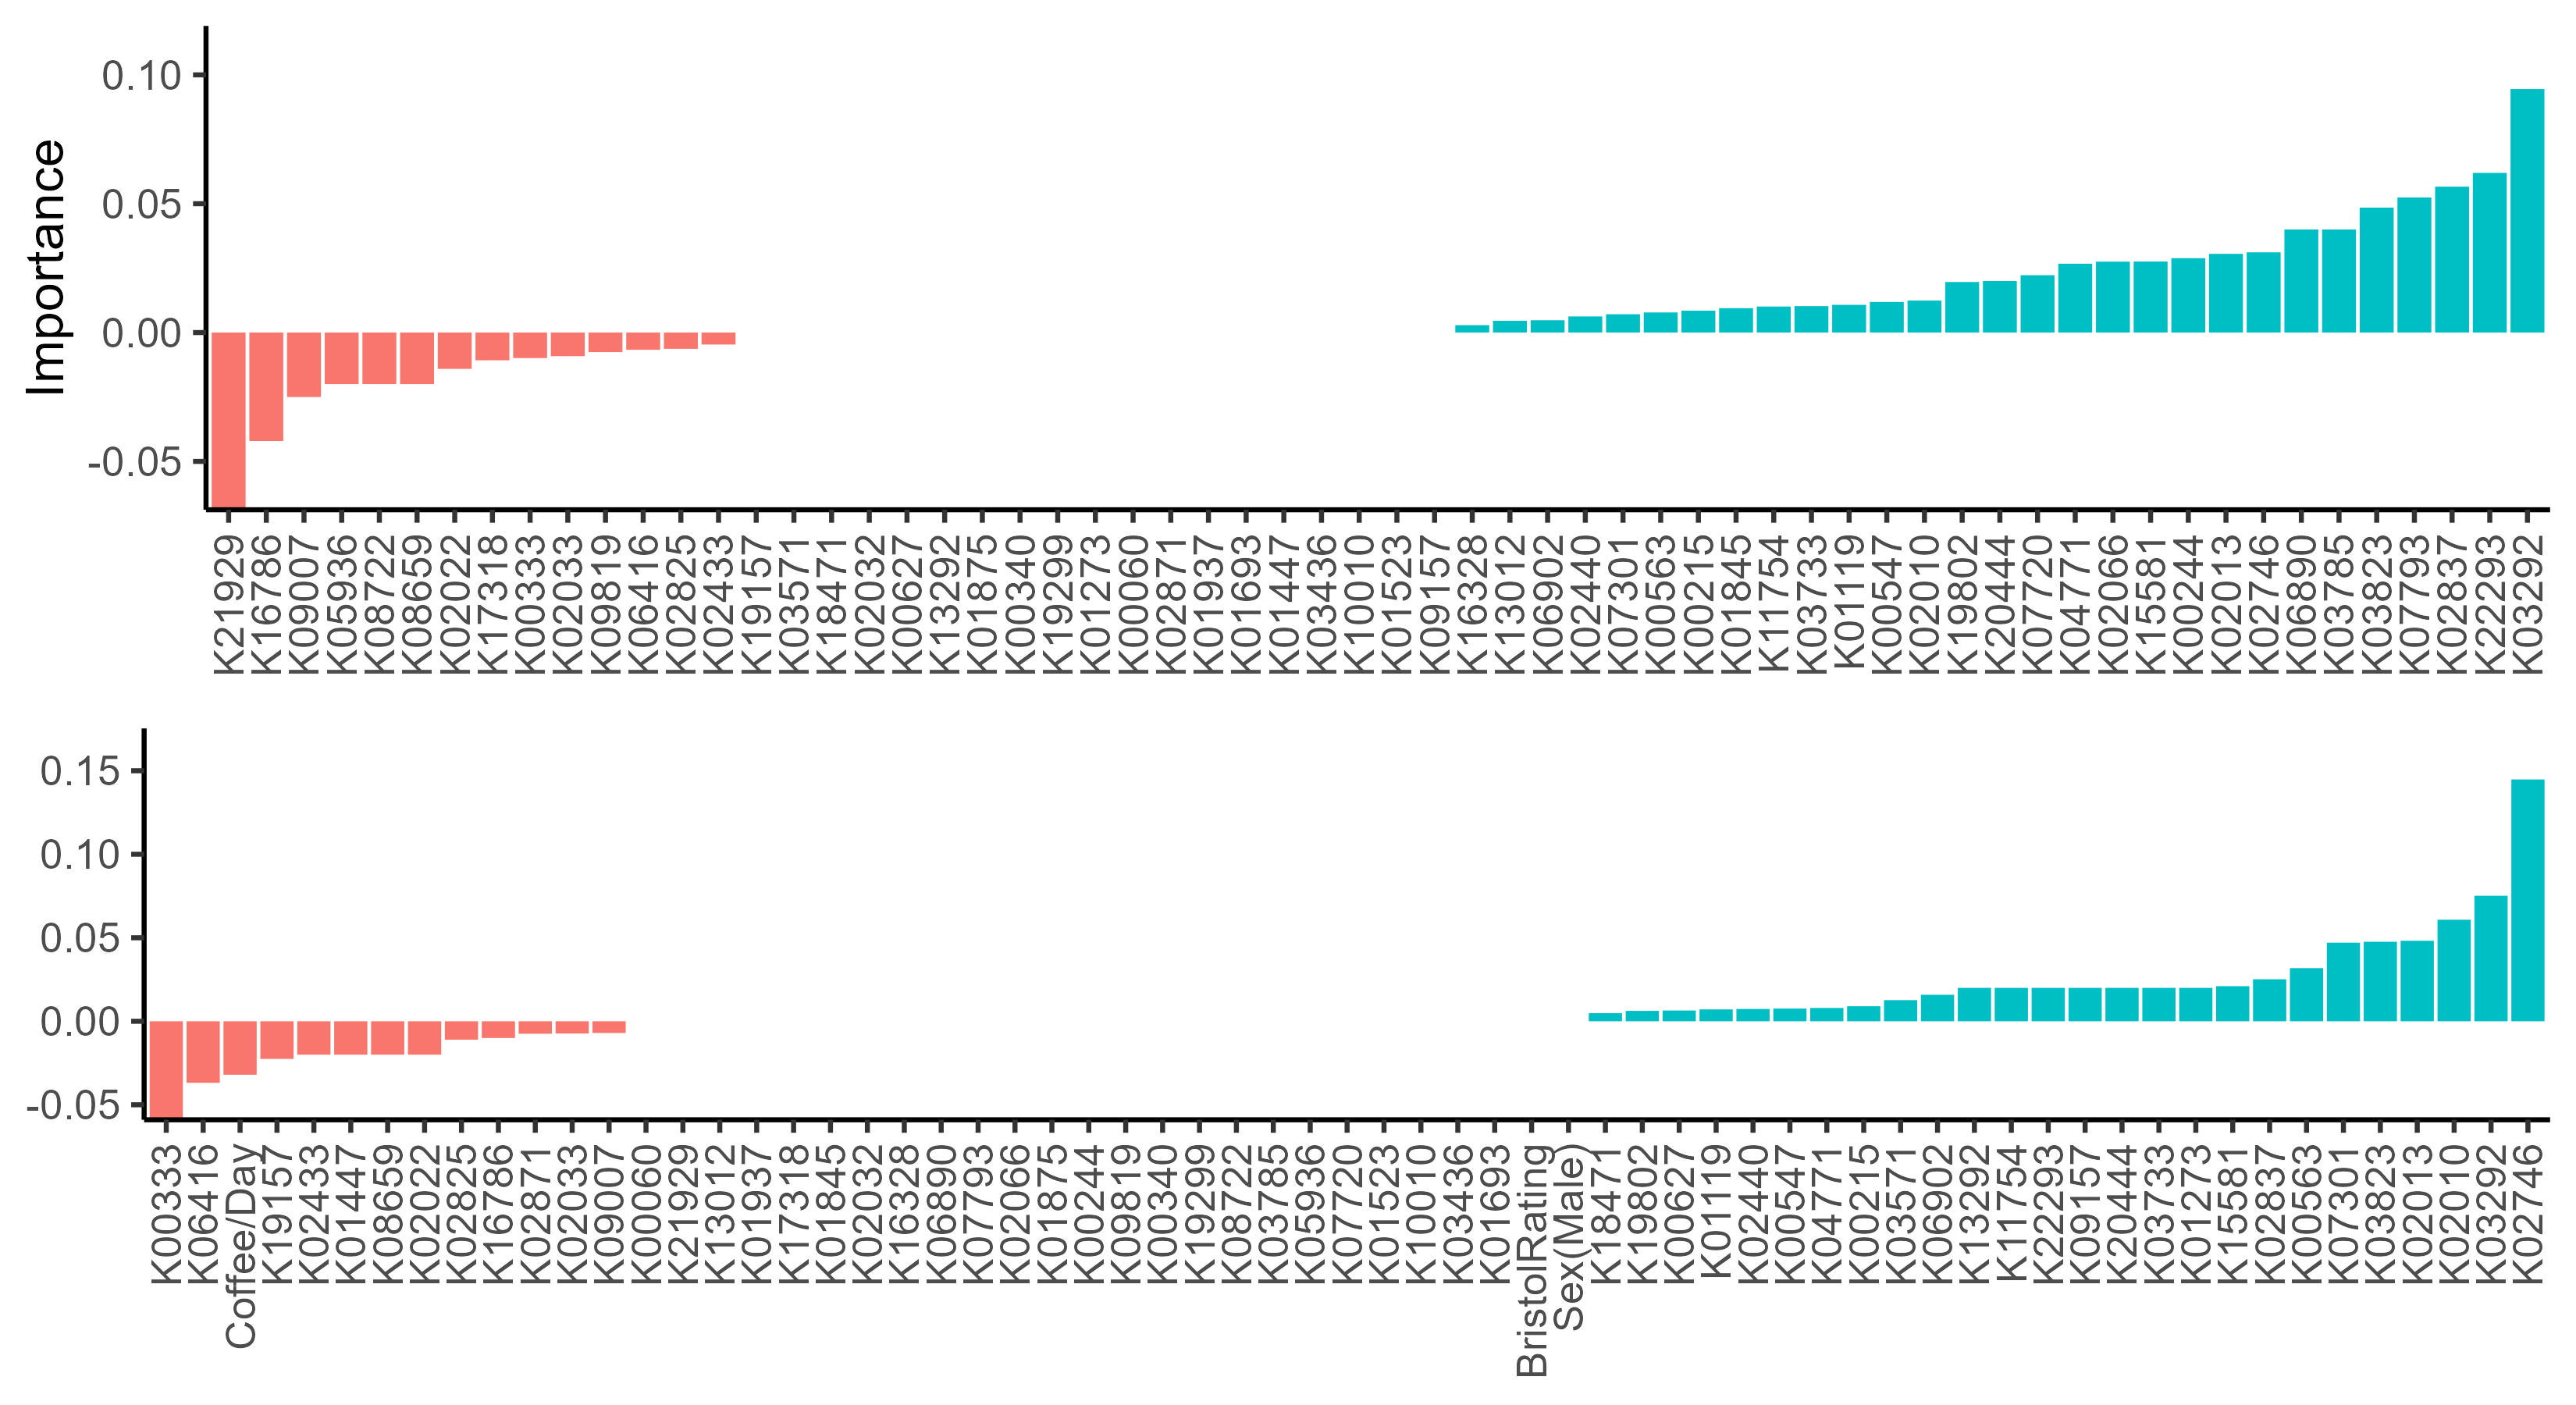 Importance
0.10
0.05
0.00
-0.05
K21929
K16786
K09007
K05936
K08722
K08659
K02022
K17318
K00333
K02033
K09819
K06416
K02825
K02433
K19157
K03571
K18471
K02032
K00627
K13292
K01875
K00340
K19299
K01273
K00060
K02871
K01937
K01693
K01447
K03436
K10010
K01523
K09157
K16328
K13012
K06902
K02440
K07301
K00563
K00215
K01845
K11754
K03733
K01119
K00547
K02010
K19802
K20444
K07720
K04771
K02066
K15581
K00244
K02013
K02746
K06890
K03785
K03823
K07793
K02837
K22293
K03292
0.15
0.10
0.05
0.00
-0.05
K00333
K06416
Coffee/Day
K19157
K02433
K01447
K08659
K02022
K02825
K16786
K02871
K02033
K09007
K00060
K21929
K13012
K01937
K17318
K01845
K02032
K16328
K06890
K07793
K02066
K01875
K00244
K09819
K00340
K19299
K08722
K03785
K05936
K07720
K01523
K10010
K03436
K01693
BristolRating
Sex(Male)
K18471
K19802
K00627
K01119
K02440
K00547
K04771
K00215
K03571
K06902
K13292
K11754
K22293
K09157
K20444
K03733
K01273
K15581
K02837
K00563
K07301
K03823
K02013
K02010
K03292
K02746